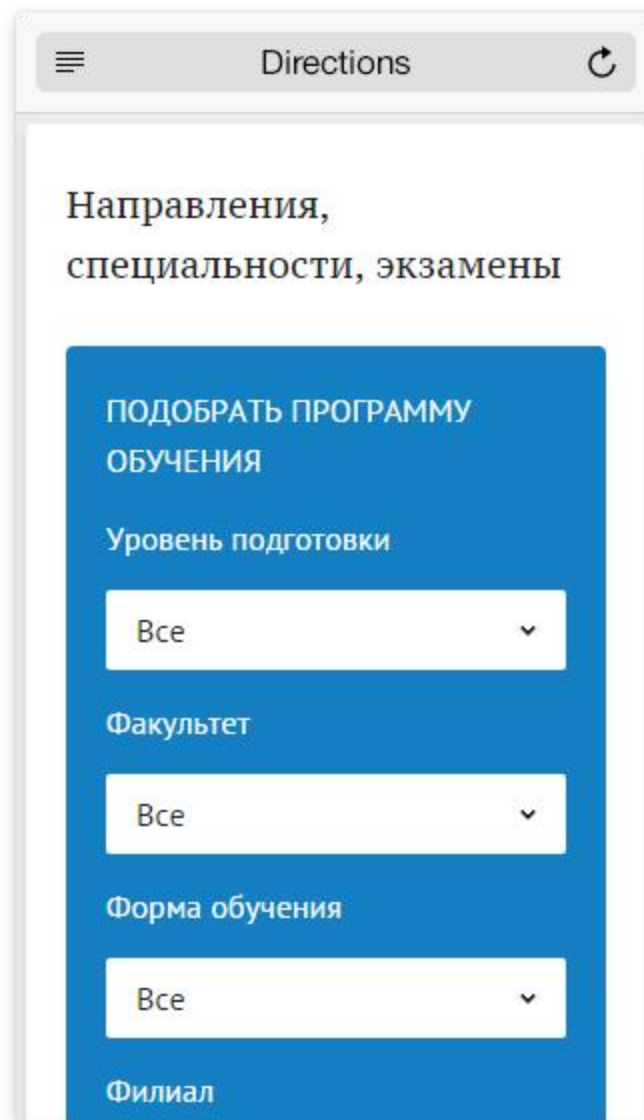 Directions
Направления,
специальности, экзамены
ПОДОБРАТЬ ПРОГРАММУ
ОБУЧЕНИЯ
Уровень подготовки
Все
Факультет
Все
Форма обучения
Все
Филиал